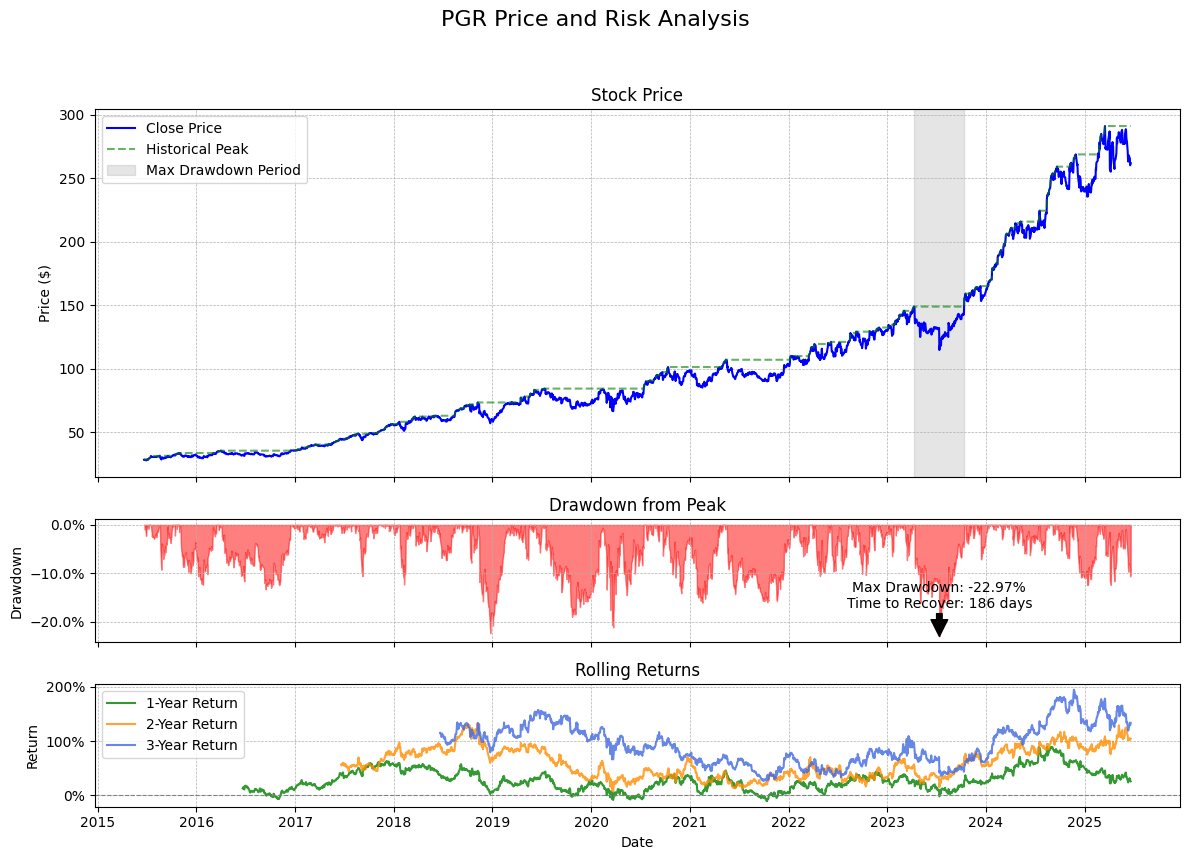 PGR Price and Risk Analysis
Stock Price
Price ($)
300
250
200
150
100
50
Close Price
Historical Peak
Max Drawdown Period
Drawdown from Peak
Drawdown
0.0%
−10.0%
−20.0%
Max Drawdown: -22.97%
Time to Recover: 186 days
Rolling Returns
Return
200%
100%
0%
1-Year Return
2-Year Return
3-Year Return
2015 2016 2017 2018 2019 2020 2021 2022 2023 2024 2025
Date